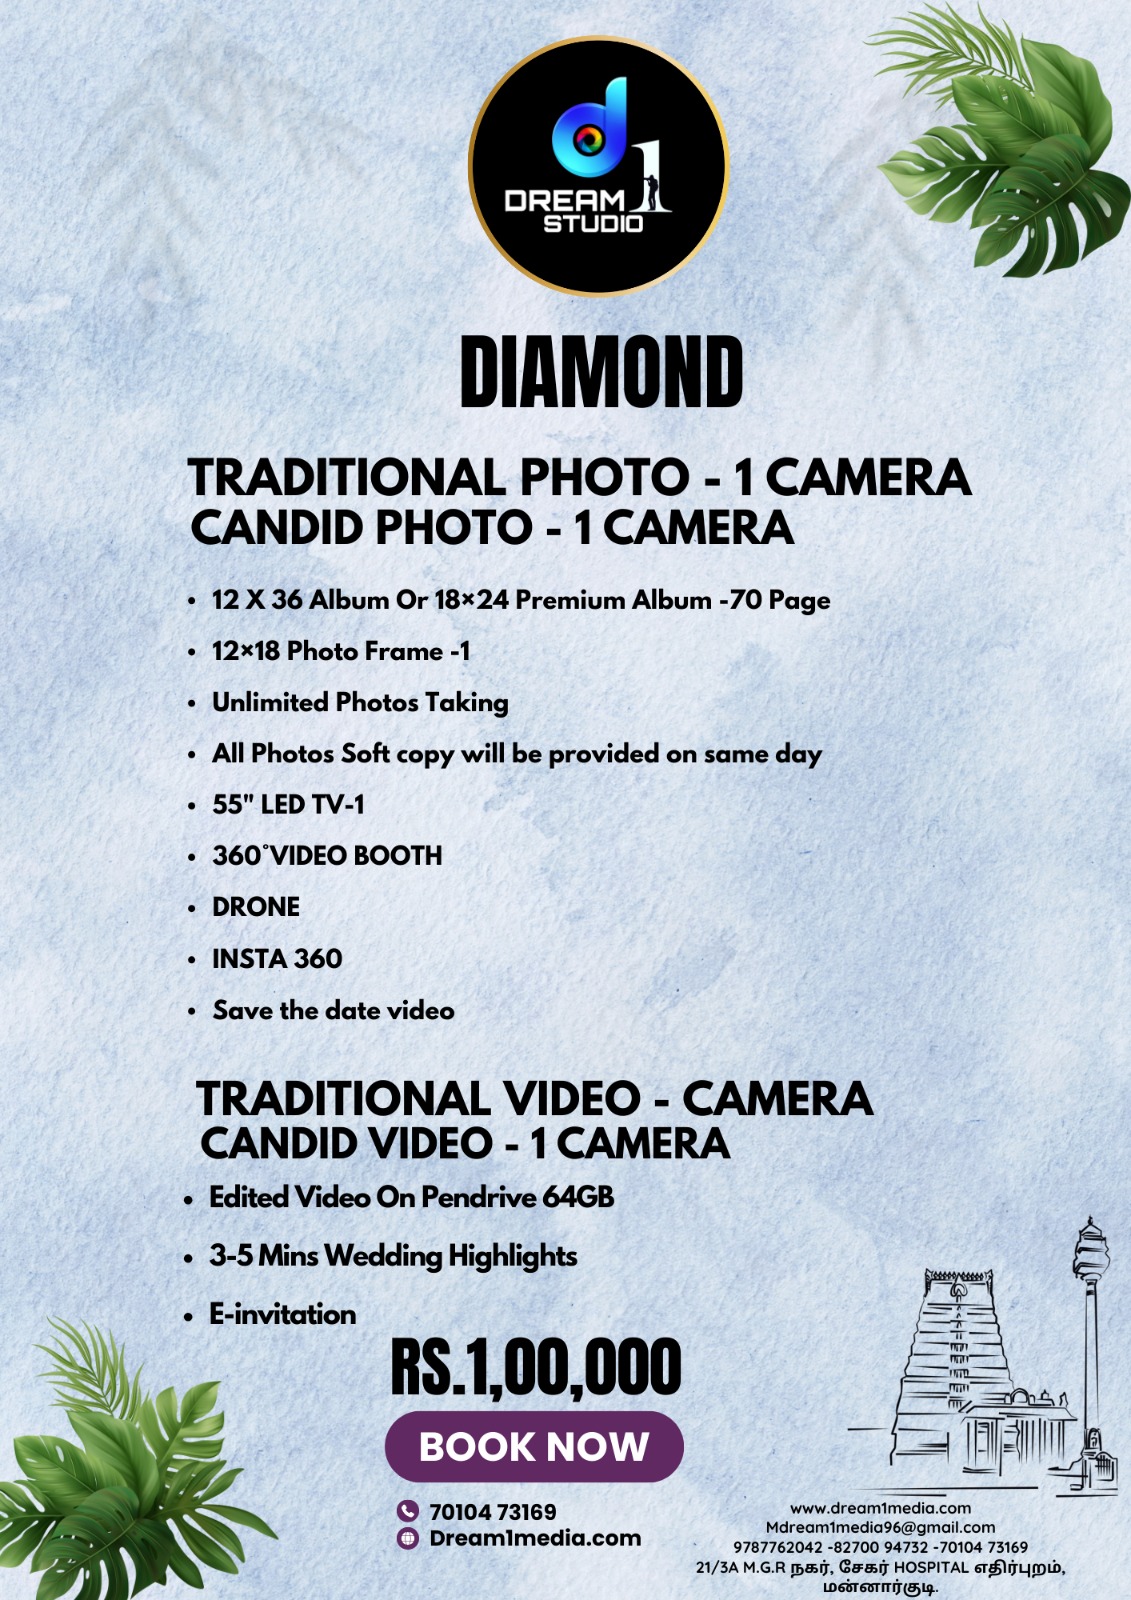 d
DREAM 1
STUDIO
DIAMOND
TRADITIONAL PHOTO - 1 CAMERA
CANDID PHOTO - 1 CAMERA
• 12 X 36 Album Or 18×24 Premium Album -70 Page
• 12×18 Photo Frame -1
• Unlimited Photos Taking
• All Photos Soft copy will be provided on same day
• 55" LED TV-1
• 360°VIDEO BOOTH
• DRONE
• INSTA 360
• Save the date video
TRADITIONAL VIDEO - CAMERA
CANDID VIDEO - 1 CAMERA
• Edited Video On Pendrive 64GB
• 3-5 Mins Wedding Highlights
• E-invitation
RS.1,00,000
BOOK NOW
70104 73169
Dream1media.com
www.dream1media.com
Mdream1media96@gmail.com
9787762042 -82700 94732 -70104 73169
21/3A M.G.R நகர், சேகர் HOSPITAL எதிர்புறம்,
மன்னார்குடி.